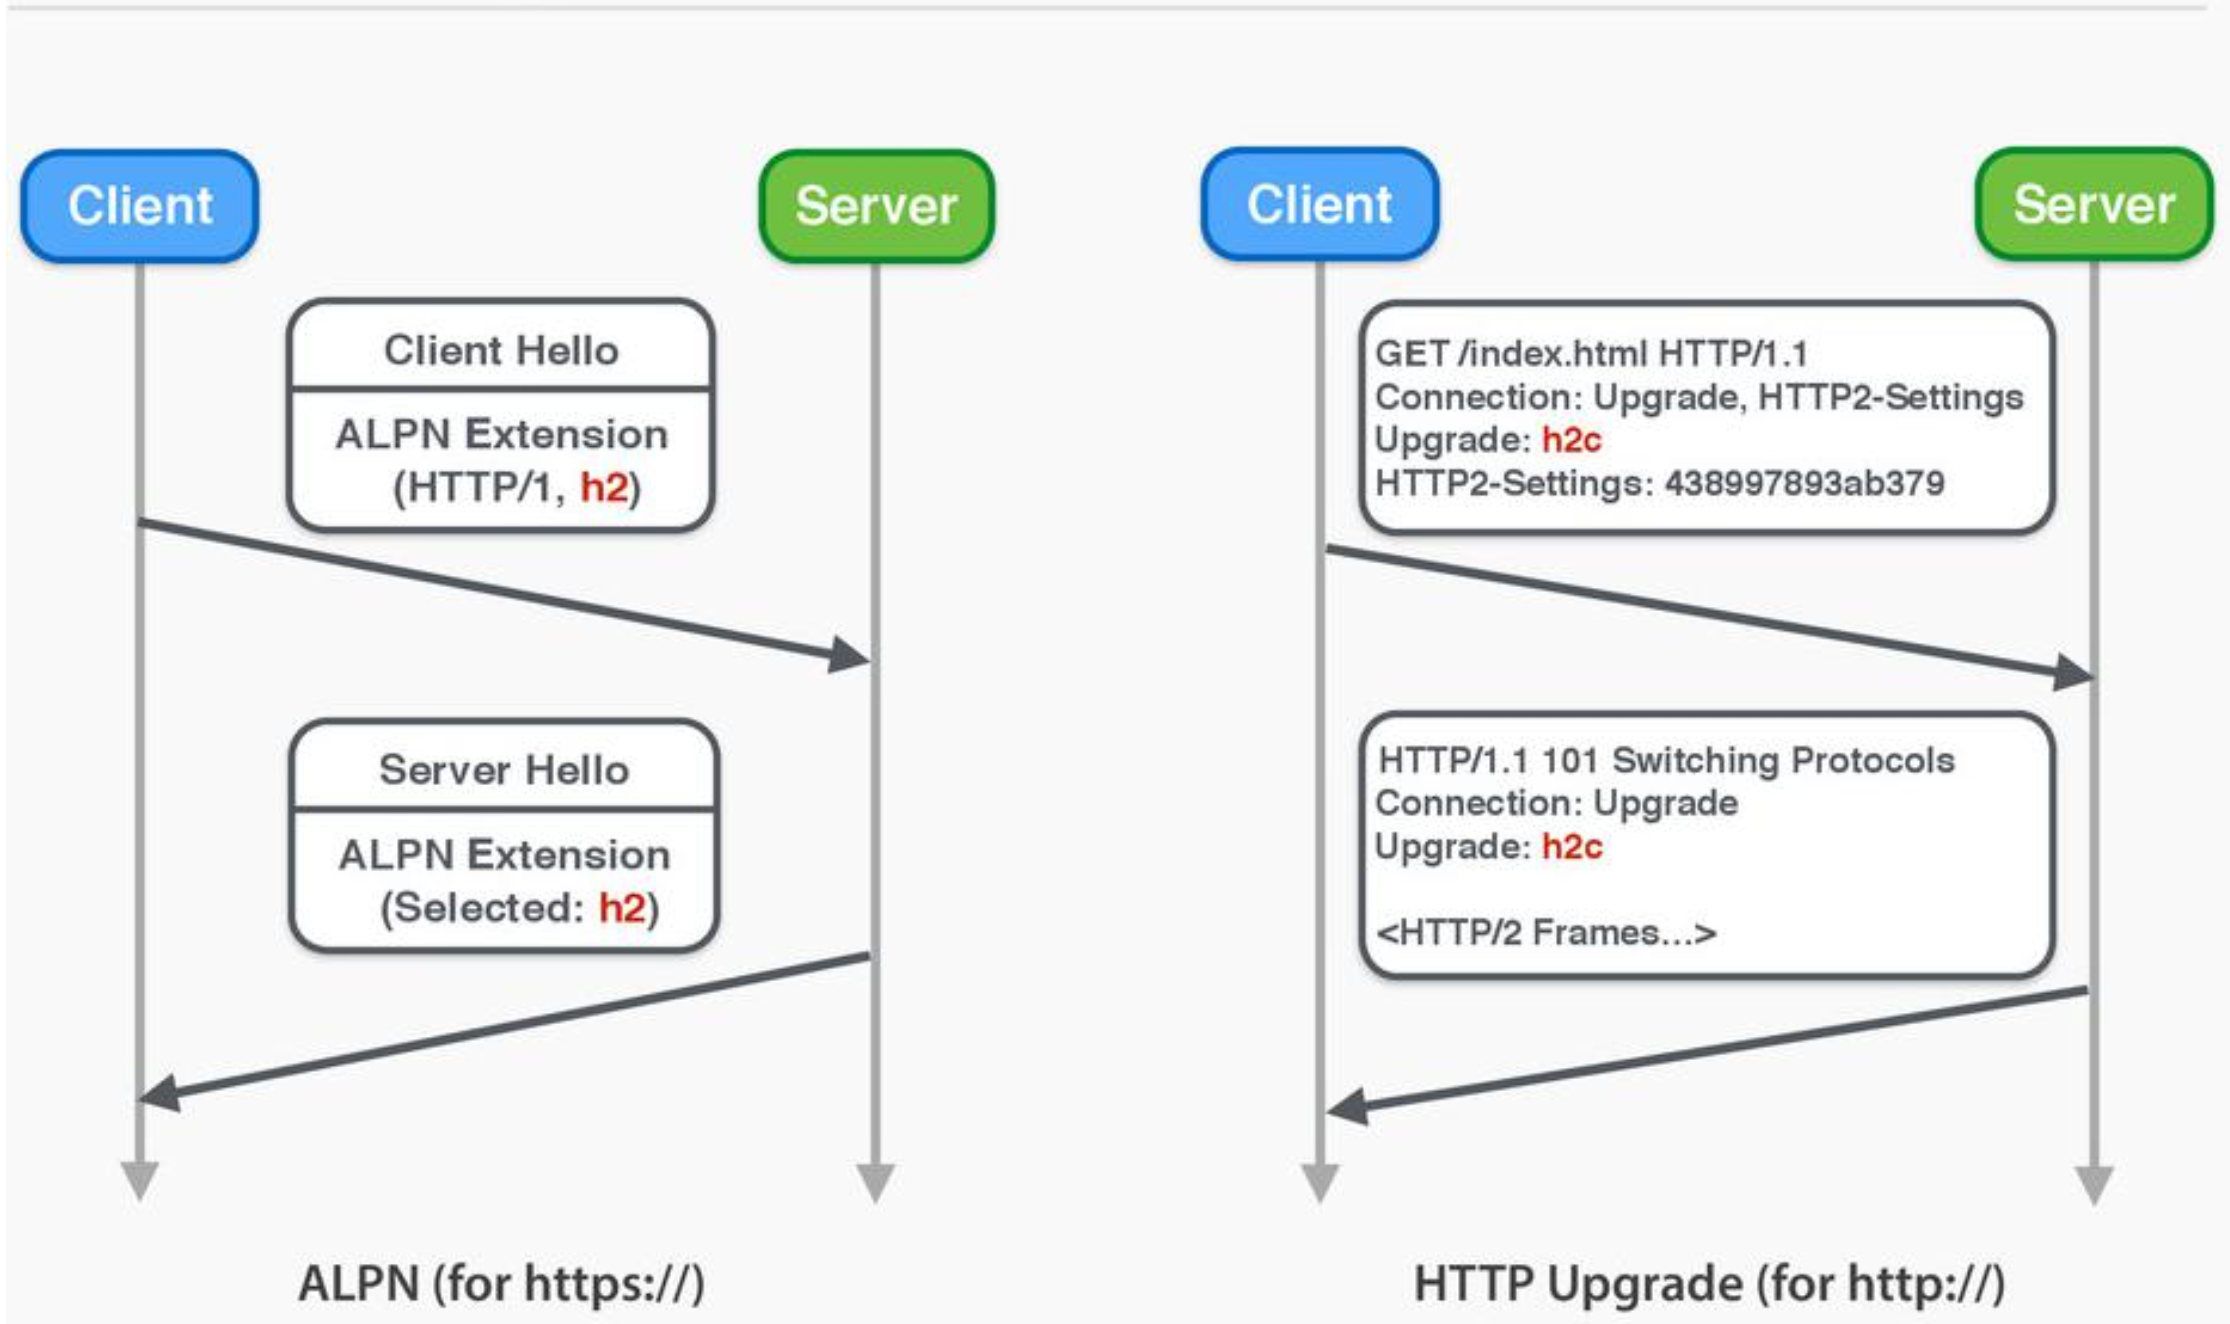 Client
Server
Client Hello
ALPN Extension
(HTTP/1, h2)
Server Hello
ALPN Extension
(Selected: h2)
ALPN (for https://)
Client
Server
GET /index.html HTTP/1.1
Connection: Upgrade, HTTP2-Settings
Upgrade: h2c
HTTP2-Settings: 438997893ab379
HTTP/1.1 101 Switching Protocols
Connection: Upgrade
Upgrade: h2c
<HTTP/2 Frames...>
HTTP Upgrade (for http://)